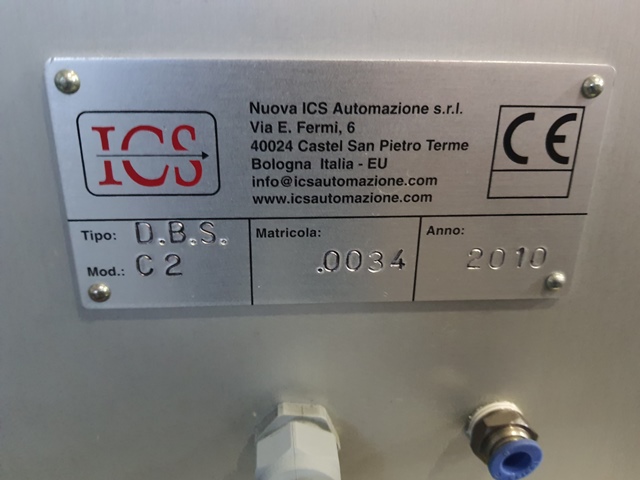 ICS
Nuova ICS Automazione s.r.l.
Via E. Fermi, 6
40024 Castel San Pietro Terme
Bologna Italia - EU
info@icsautomazione.com
www.icsautomazione.com
CE
Tipo: D.B.S.
Mod.: C2
Matricola: .0034
Anno: 2010